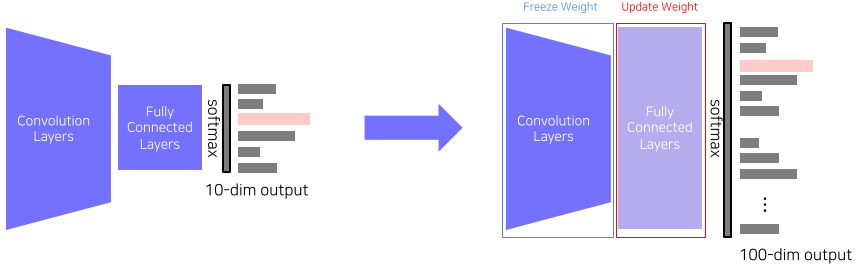 Freeze Weight
Update Weight
Convolution
Layers
Fully
Connected
Layers
softmax
10-dim output
Convolution
Layers
Fully
Connected
Layers
softmax
⋮
100-dim output